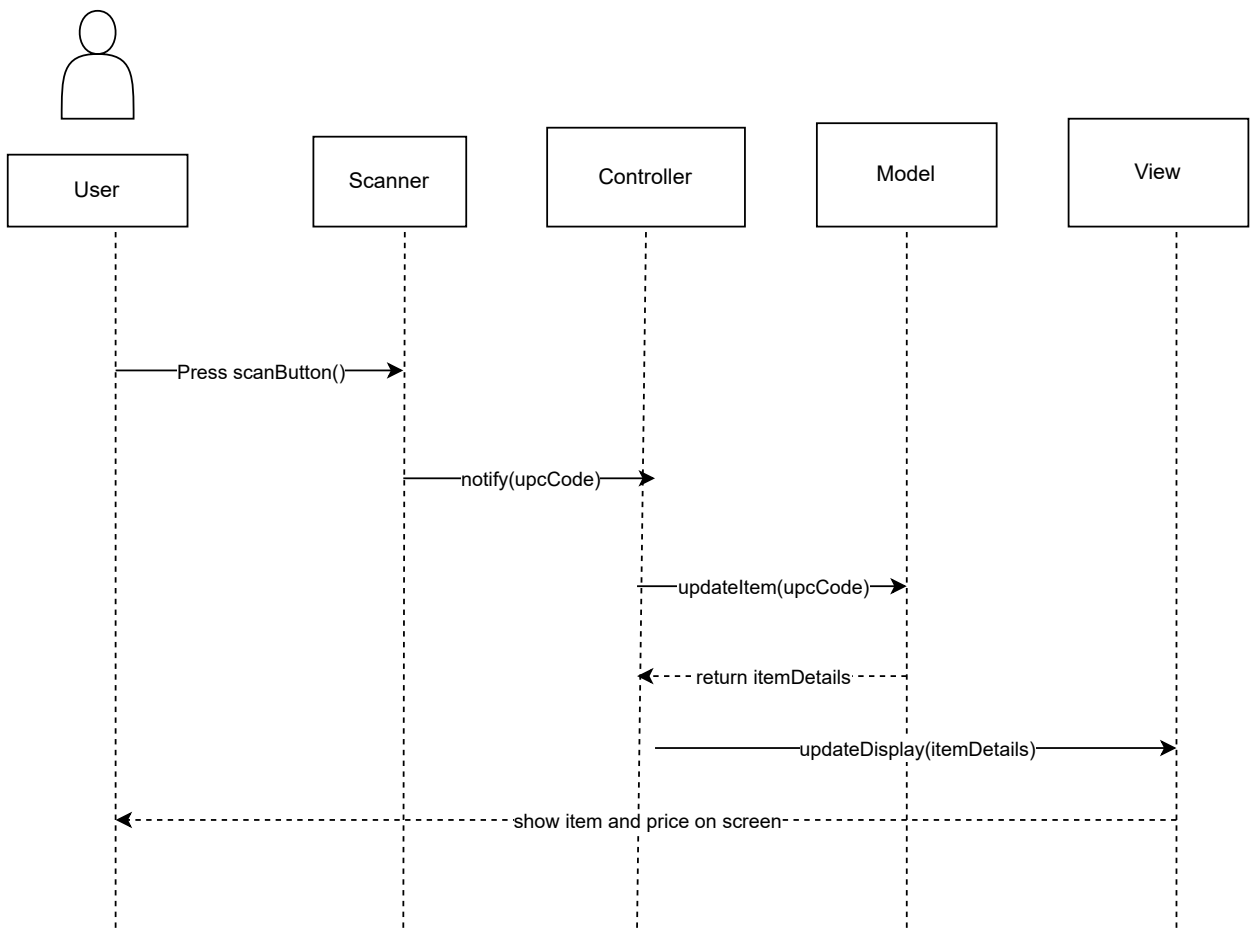 User
Scanner
Controller
Model
View
Press scanButton()
notify(upcCode)
updateItem(upcCode)
return itemDetails
updateDisplay(itemDetails)
show item and price on screen